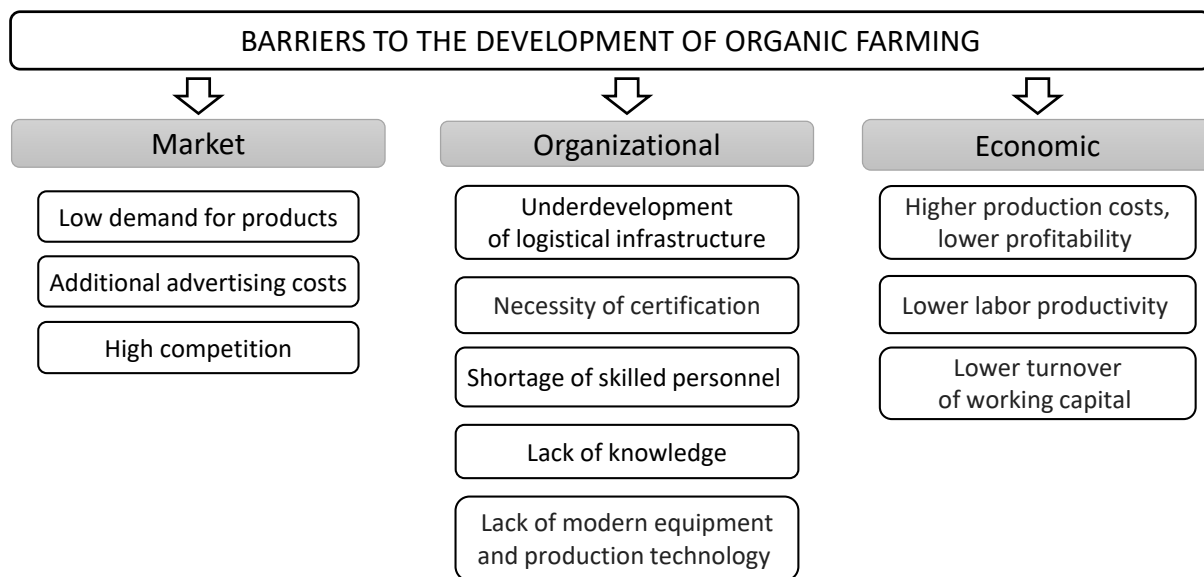 BARRIERS TO THE DEVELOPMENT OF ORGANIC FARMING
Market
Low demand for products
Additional advertising costs
High competition
Organizational
Underdevelopment
of logistical infrastructure
Necessity of certification
Shortage of skilled personnel
Lack of knowledge
Lack of modern equipment
and production technology
Economic
Higher production costs,
lower profitability
Lower labor productivity
Lower turnover
of working capital